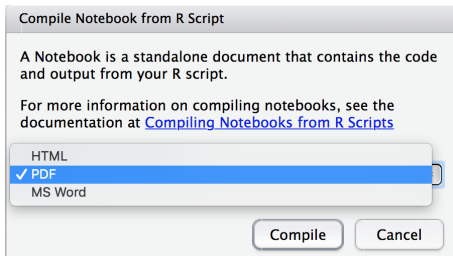 Compile Notebook from R Script
A Notebook is a standalone document that contains the code
and output from your R script.
For more information on compiling notebooks, see the
documentation at Compiling Notebooks from R Scripts
HTML
✓ PDF
MS Word
Compile
Cancel